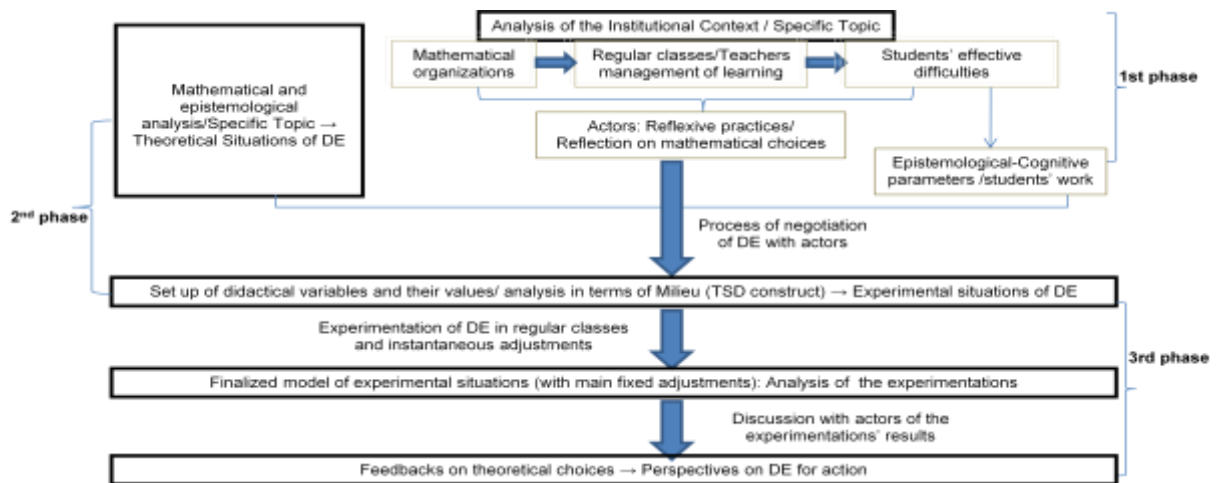 Analysis of the Institutional Context / Specific Topic
Mathematical
organizations
Regular classes/Teachers
management of learning
Students' effective
difficulties
1st phase
Mathematical and
epistemological
analysis/Specific Topic →
Theoretical Situations of DE
Actors: Reflexive practices/
Reflection on mathematical choices
Epistemological-Cognitive
parameters /students' work
2nd phase
Process of negotiation
of DE with actors
Set up of didactical variables and their values/ analysis in terms of Milieu (TSD construct) → Experimental situations of DE
Experimentation of DE in regular classes
and instantaneous adjustments
3rd phase
Finalized model of experimental situations (with main fixed adjustments): Analysis of the experimentations
Discussion with actors of the
experimentations' results
Feedbacks on theoretical choices → Perspectives on DE for action